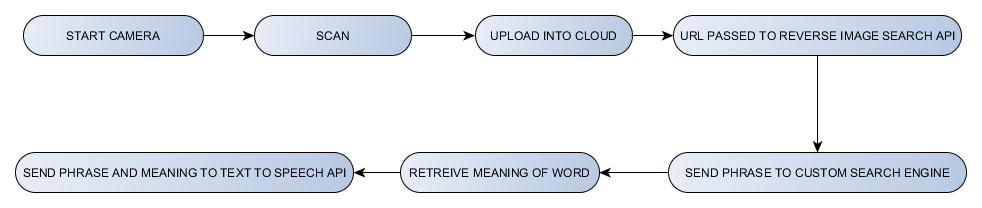 START CAMERA
SCAN
UPLOAD INTO CLOUD
URL PASSED TO REVERSE IMAGE SEARCH API
SEND PHRASE TO CUSTOM SEARCH ENGINE
RETREIVE MEANING OF WORD
SEND PHRASE AND MEANING TO TEXT TO SPEECH API